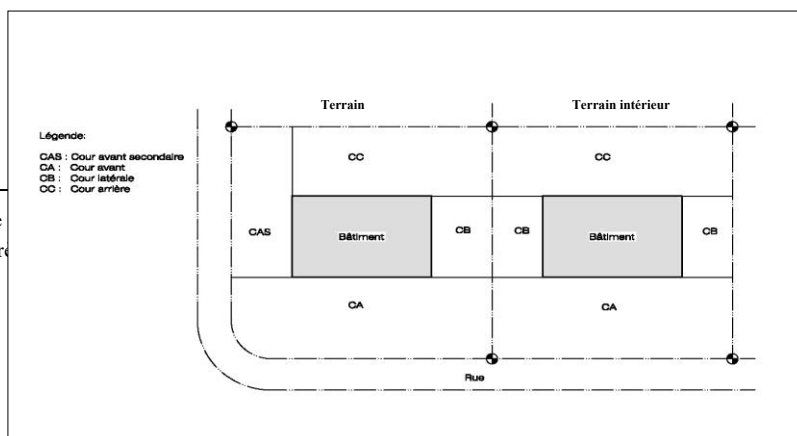 Terrain
Terrain intérieur
Légende:
CAS : Cour avant secondaire
CA : Cour avant
CB : Cour latérale
CC : Cour arrière
CC
CC
CAS
Bâtiment
CB
CB
Bâtiment
CB
CA
CA
Rue